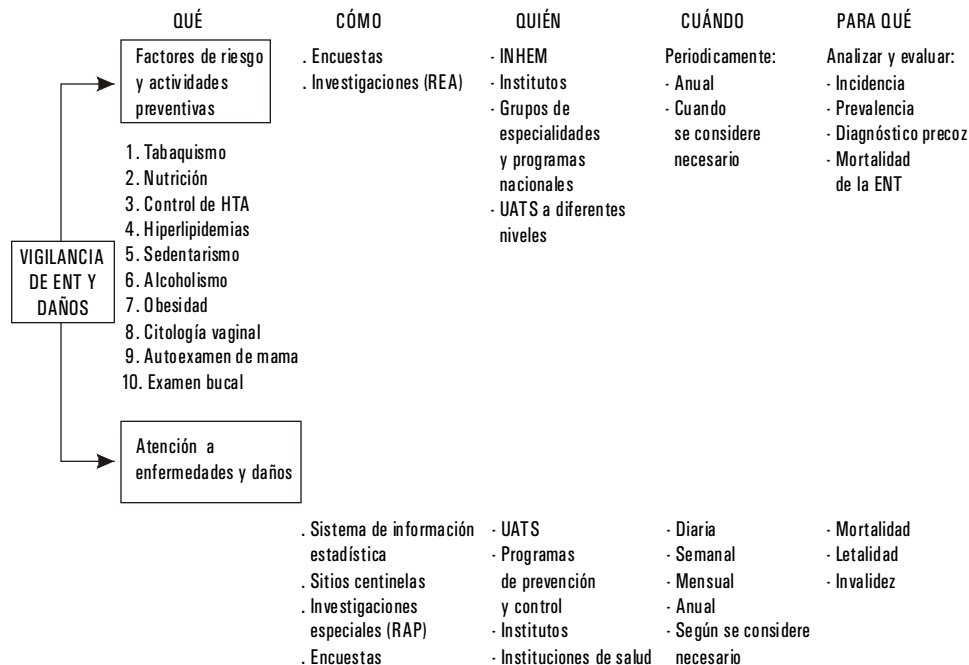 QUÉ
CÓMO
QUIÉN
CUÁNDO
PARA QUÉ
Factores de riesgo
y actividades
preventivas
. Encuestas
. Investigaciones (REA)
- INHEM
- Institutos
- Grupos de
especialidades
y programas
nacionales
- UATS a diferentes
niveles
Periodicamente:
- Anual
- Cuando
se considere
necesario
Analizar y evaluar:
- Incidencia
- Prevalencia
- Diagnóstico precoz
- Mortalidad
de la ENT
1. Tabaquismo
2. Nutrición
3. Control de HTA
4. Hiperlipidemias
5. Sedentarismo
6. Alcoholismo
7. Obesidad
8. Citología vaginal
9. Autoexamen de mama
10. Examen bucal
VIGILANCIA
DE ENT Y
DAÑOS
Atención a
enfermedades y daños
. Sistema de información
estadística
. Sitios centinelas
. Investigaciones
especiales (RAP)
. Encuestas
- UATS
- Programas
de prevención
y control
- Institutos
- Instituciones de salud
- Diaria
- Semanal
- Mensual
- Anual
- Según se considere
necesario
- Mortalidad
- Letalidad
- Invalidez